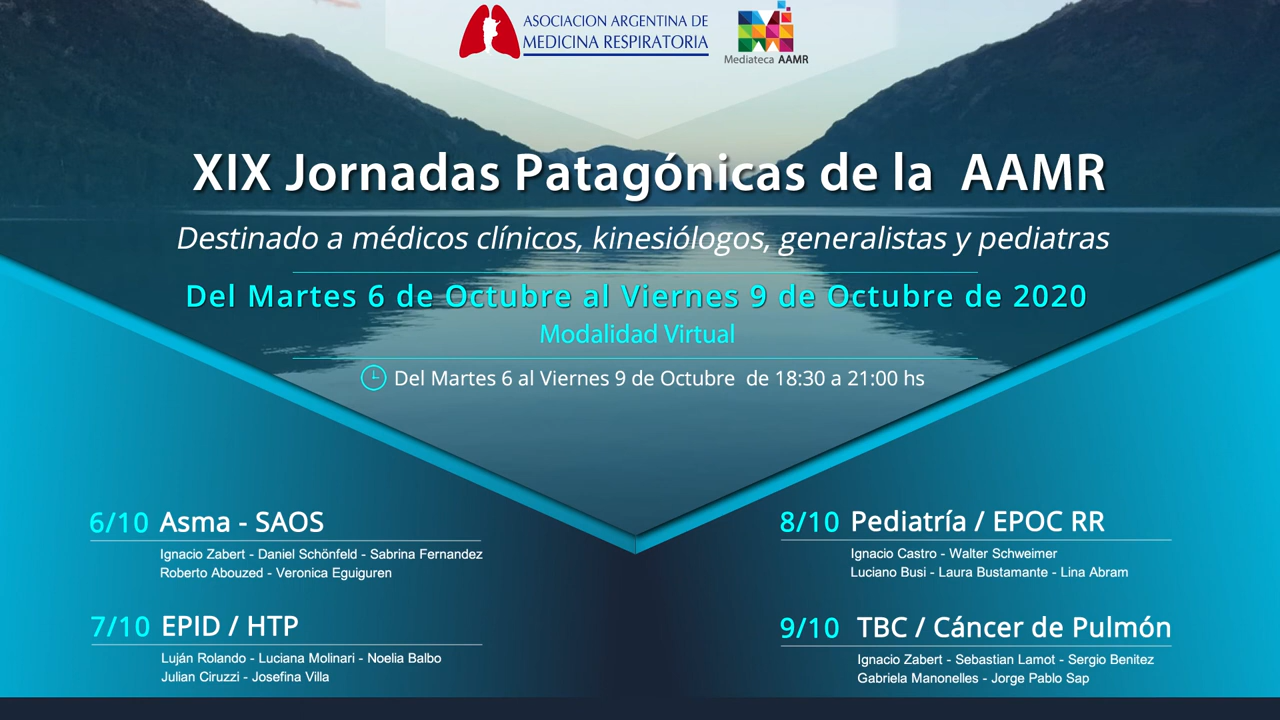 ASOCIACION ARGENTINA DE
MEDICINA RESPIRATORIA
Mediateca AAMR
XIX Jornadas Patagónicas de la AAMR
Destinado a médicos clínicos, kinesiólogos, generalistas y pediatras
Del Martes 6 de Octubre al Viernes 9 de Octubre de 2020
Modalidad Virtual
Del Martes 6 al Viernes 9 de Octubre de 18:30 a 21:00 hs
6/10 Asma - SAOS
Ignacio Zabert - Daniel Schönfeld - Sabrina Fernandez
Roberto Abouzed - Veronica Eguiguren
7/10 EPID / HTP
Luján Rolando - Luciana Molinari - Noelia Balbo
Julian Ciruzzi - Josefina Villa
8/10 Pediatría / EPOC RR
Ignacio Castro - Walter Schweimer
Luciano Busi - Laura Bustamante - Lina Abram
9/10 TBC / Cáncer de Pulmón
Ignacio Zabert - Sebastian Lamot - Sergio Benitez
Gabriela Manonelles - Jorge Pablo Sap